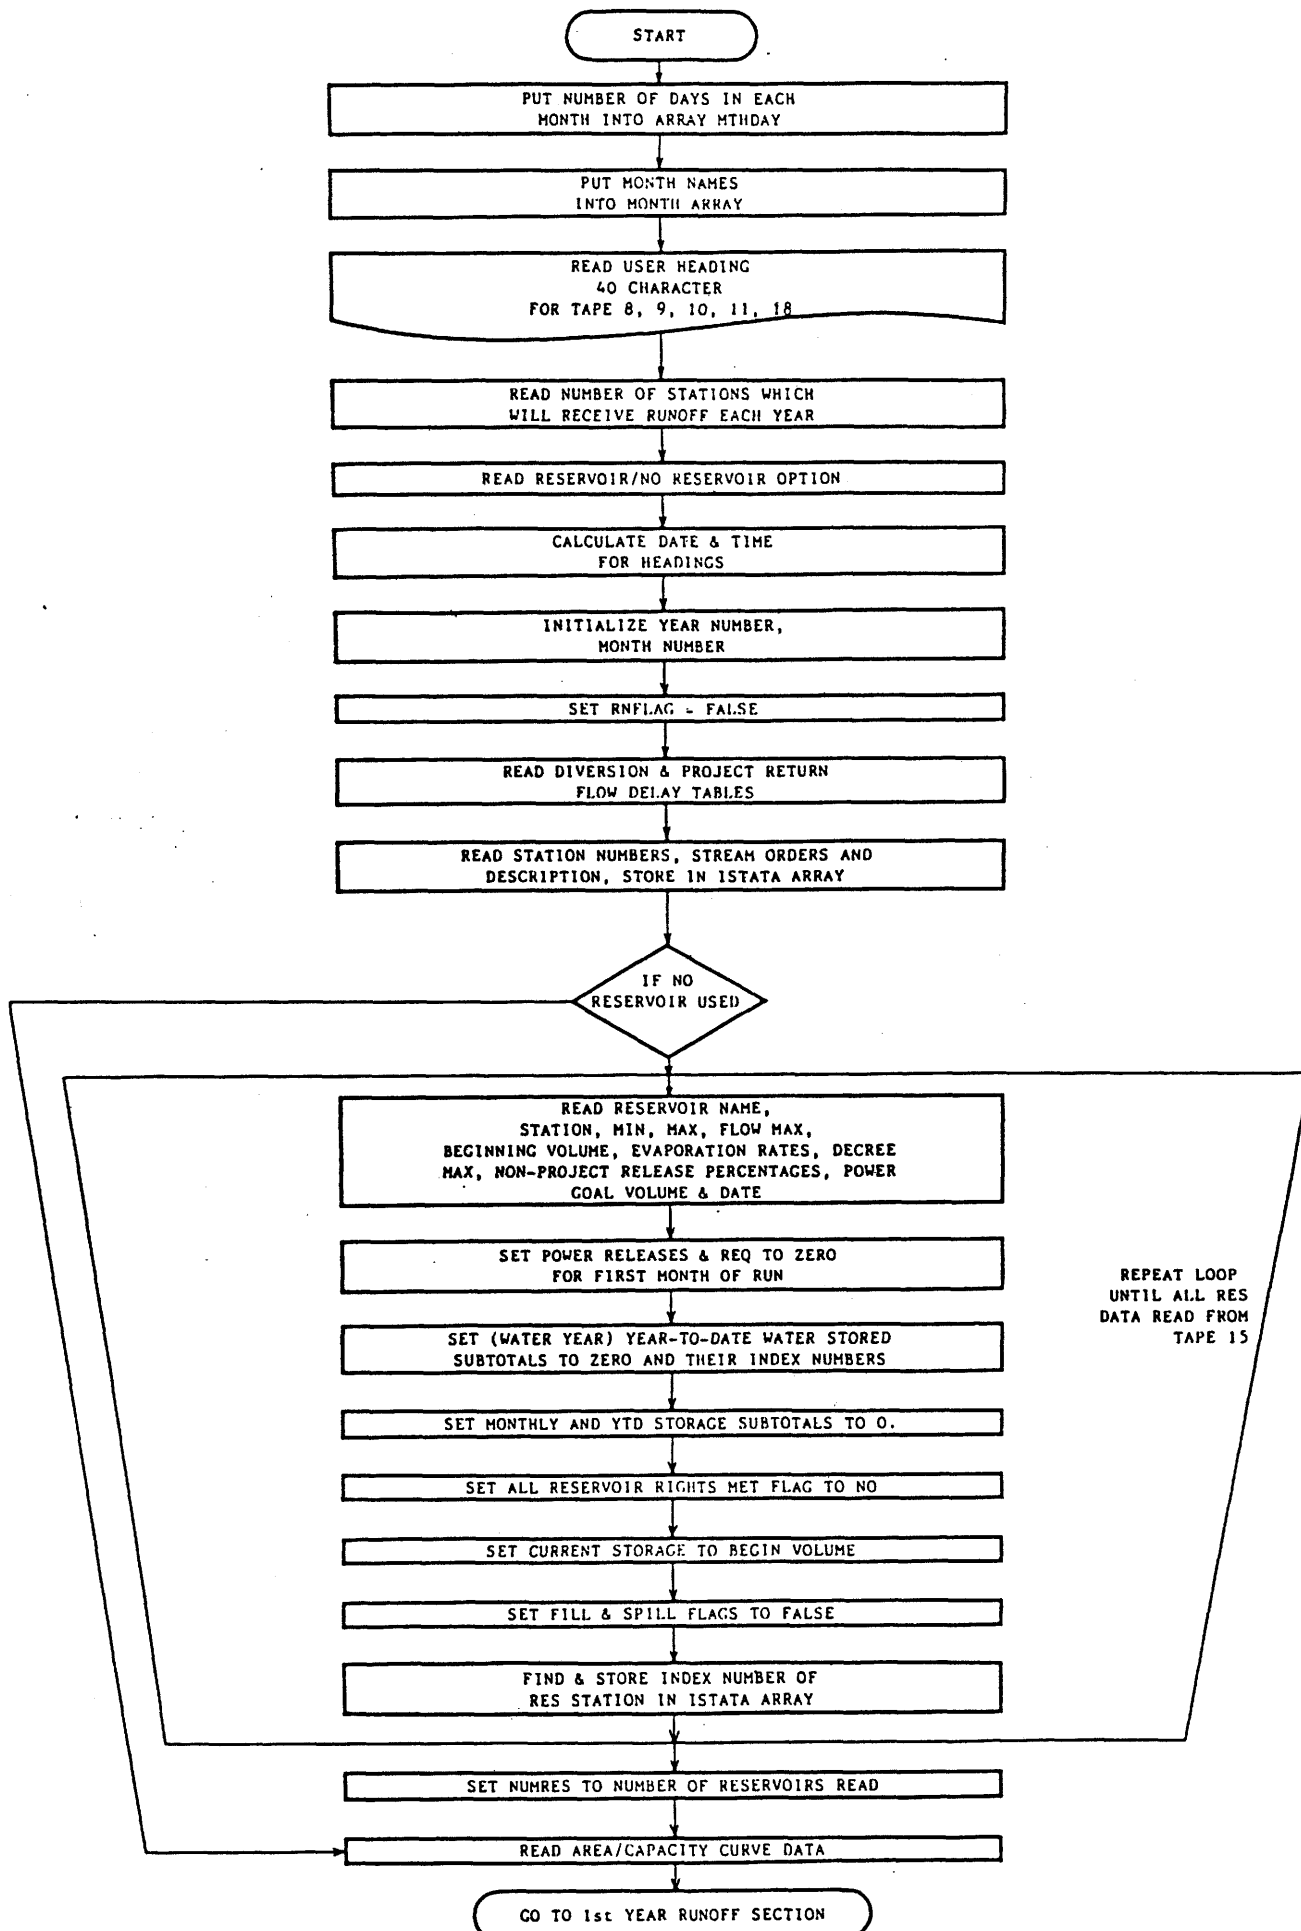 START
PUT NUMBER OF DAYS IN EACH
MONTH INTO ARRAY MTHDAY
PUT MONTH NAMES
INTO MONTH ARRAY
READ USER HEADING
40 CHARACTER
FOR TAPE 8, 9, 10, 11, 18
READ NUMBER OF STATIONS WHICH
WILL RECEIVE RUNOFF EACH YEAR
READ RESERVOIR/NO RESERVOIR OPTION
CALCULATE DATE & TIME
FOR HEADINGS
INITIALIZE YEAR NUMBER,
MONTH NUMBER
SET RNFLAG = FALSE
READ DIVERSION & PROJECT RETURN
FLOW DELAY TABLES
READ STATION NUMBERS, STREAM ORDERS AND
DESCRIPTION, STORE IN ISTATA ARRAY
IF NO
RESERVOIR USED
READ RESERVOIR NAME,
STATION, MIN, MAX, FLOW MAX,
BEGINNING VOLUME, EVAPORATION RATES, DECREE
MAX, NON-PROJECT RELEASE PERCENTAGES, POWER
GOAL VOLUME & DATE
SET POWER RELEASES & REQ TO ZERO
FOR FIRST MONTH OF RUN
REPEAT LOOP
UNTIL ALL RES
DATA READ FROM
TAPE 15
SET (WATER YEAR) YEAR-TO-DATE WATER STORED
SUBTOTALS TO ZERO AND THEIR INDEX NUMBERS
SET MONTHLY AND YTD STORAGE SUBTOTALS TO 0.
SET ALL RESERVOIR RIGHTS MET FLAG TO NO
SET CURRENT STORAGE TO BEGIN VOLUME
SET FILL & SPILL FLAGS TO FALSE
FIND & STORE INDEX NUMBER OF
RES STATION IN ISTATA ARRAY
SET NUMRES TO NUMBER OF RESERVOIRS READ
READ AREA/CAPACITY CURVE DATA
GO TO 1st YEAR RUNOFF SECTION